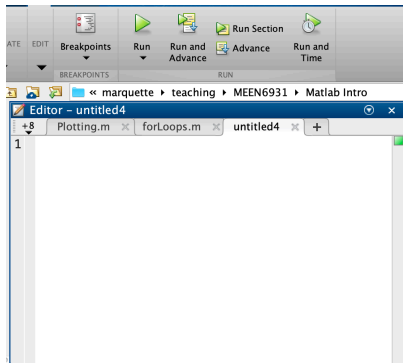 Run Section
ATE EDIT Breakpoints Run Run and Advance Run and
Advance Time
BREAKPOINTS RUN
« marquette ▸ teaching ▸ MEEN6931 ▸ Matlab Intro
Editor – untitled4
+8 Plotting.m forLoops.m untitled4 +
1